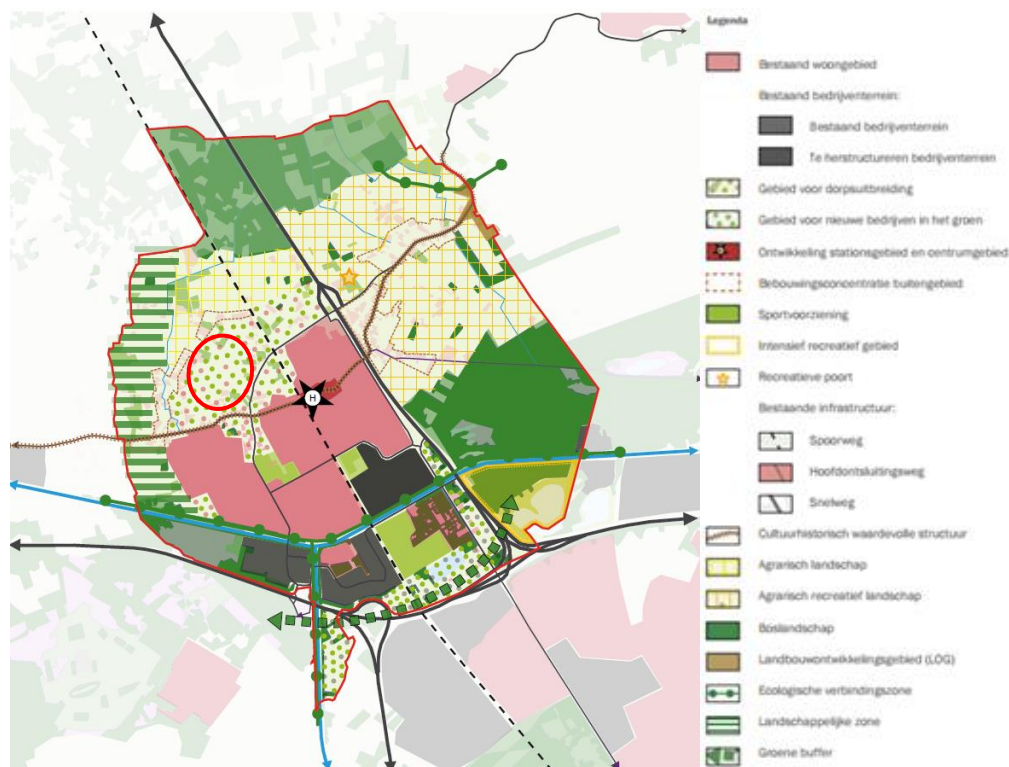 Legenda
Bestaand woongebied
Bestaand bedrijventerrein:
Bestaand bedrijventerrein
Te herstructureren bedrijventerrein
Gebied voor dorpsuitbreiding
Gebied voor nieuwe bedrijven in het groen
Ontwikkeling stationsgebied en centrumgebied
Bebouwingsconcentratie buitengebied
Sportvoorziening
Intensief recreatief gebied
Recreatieve poort
Bestaande infrastructuur:
Spoorweg
Hoofdontsluitingsweg
Snelweg
Cultuurhistorisch waardevolle structuur
Agrarisch landschap
Agrarisch recreatief landschap
Boslandschap
Landbouwontwikkelingsgebied (LOG)
Ecologische verbindingszone
Landschappelijke zone
Groene buffer
H